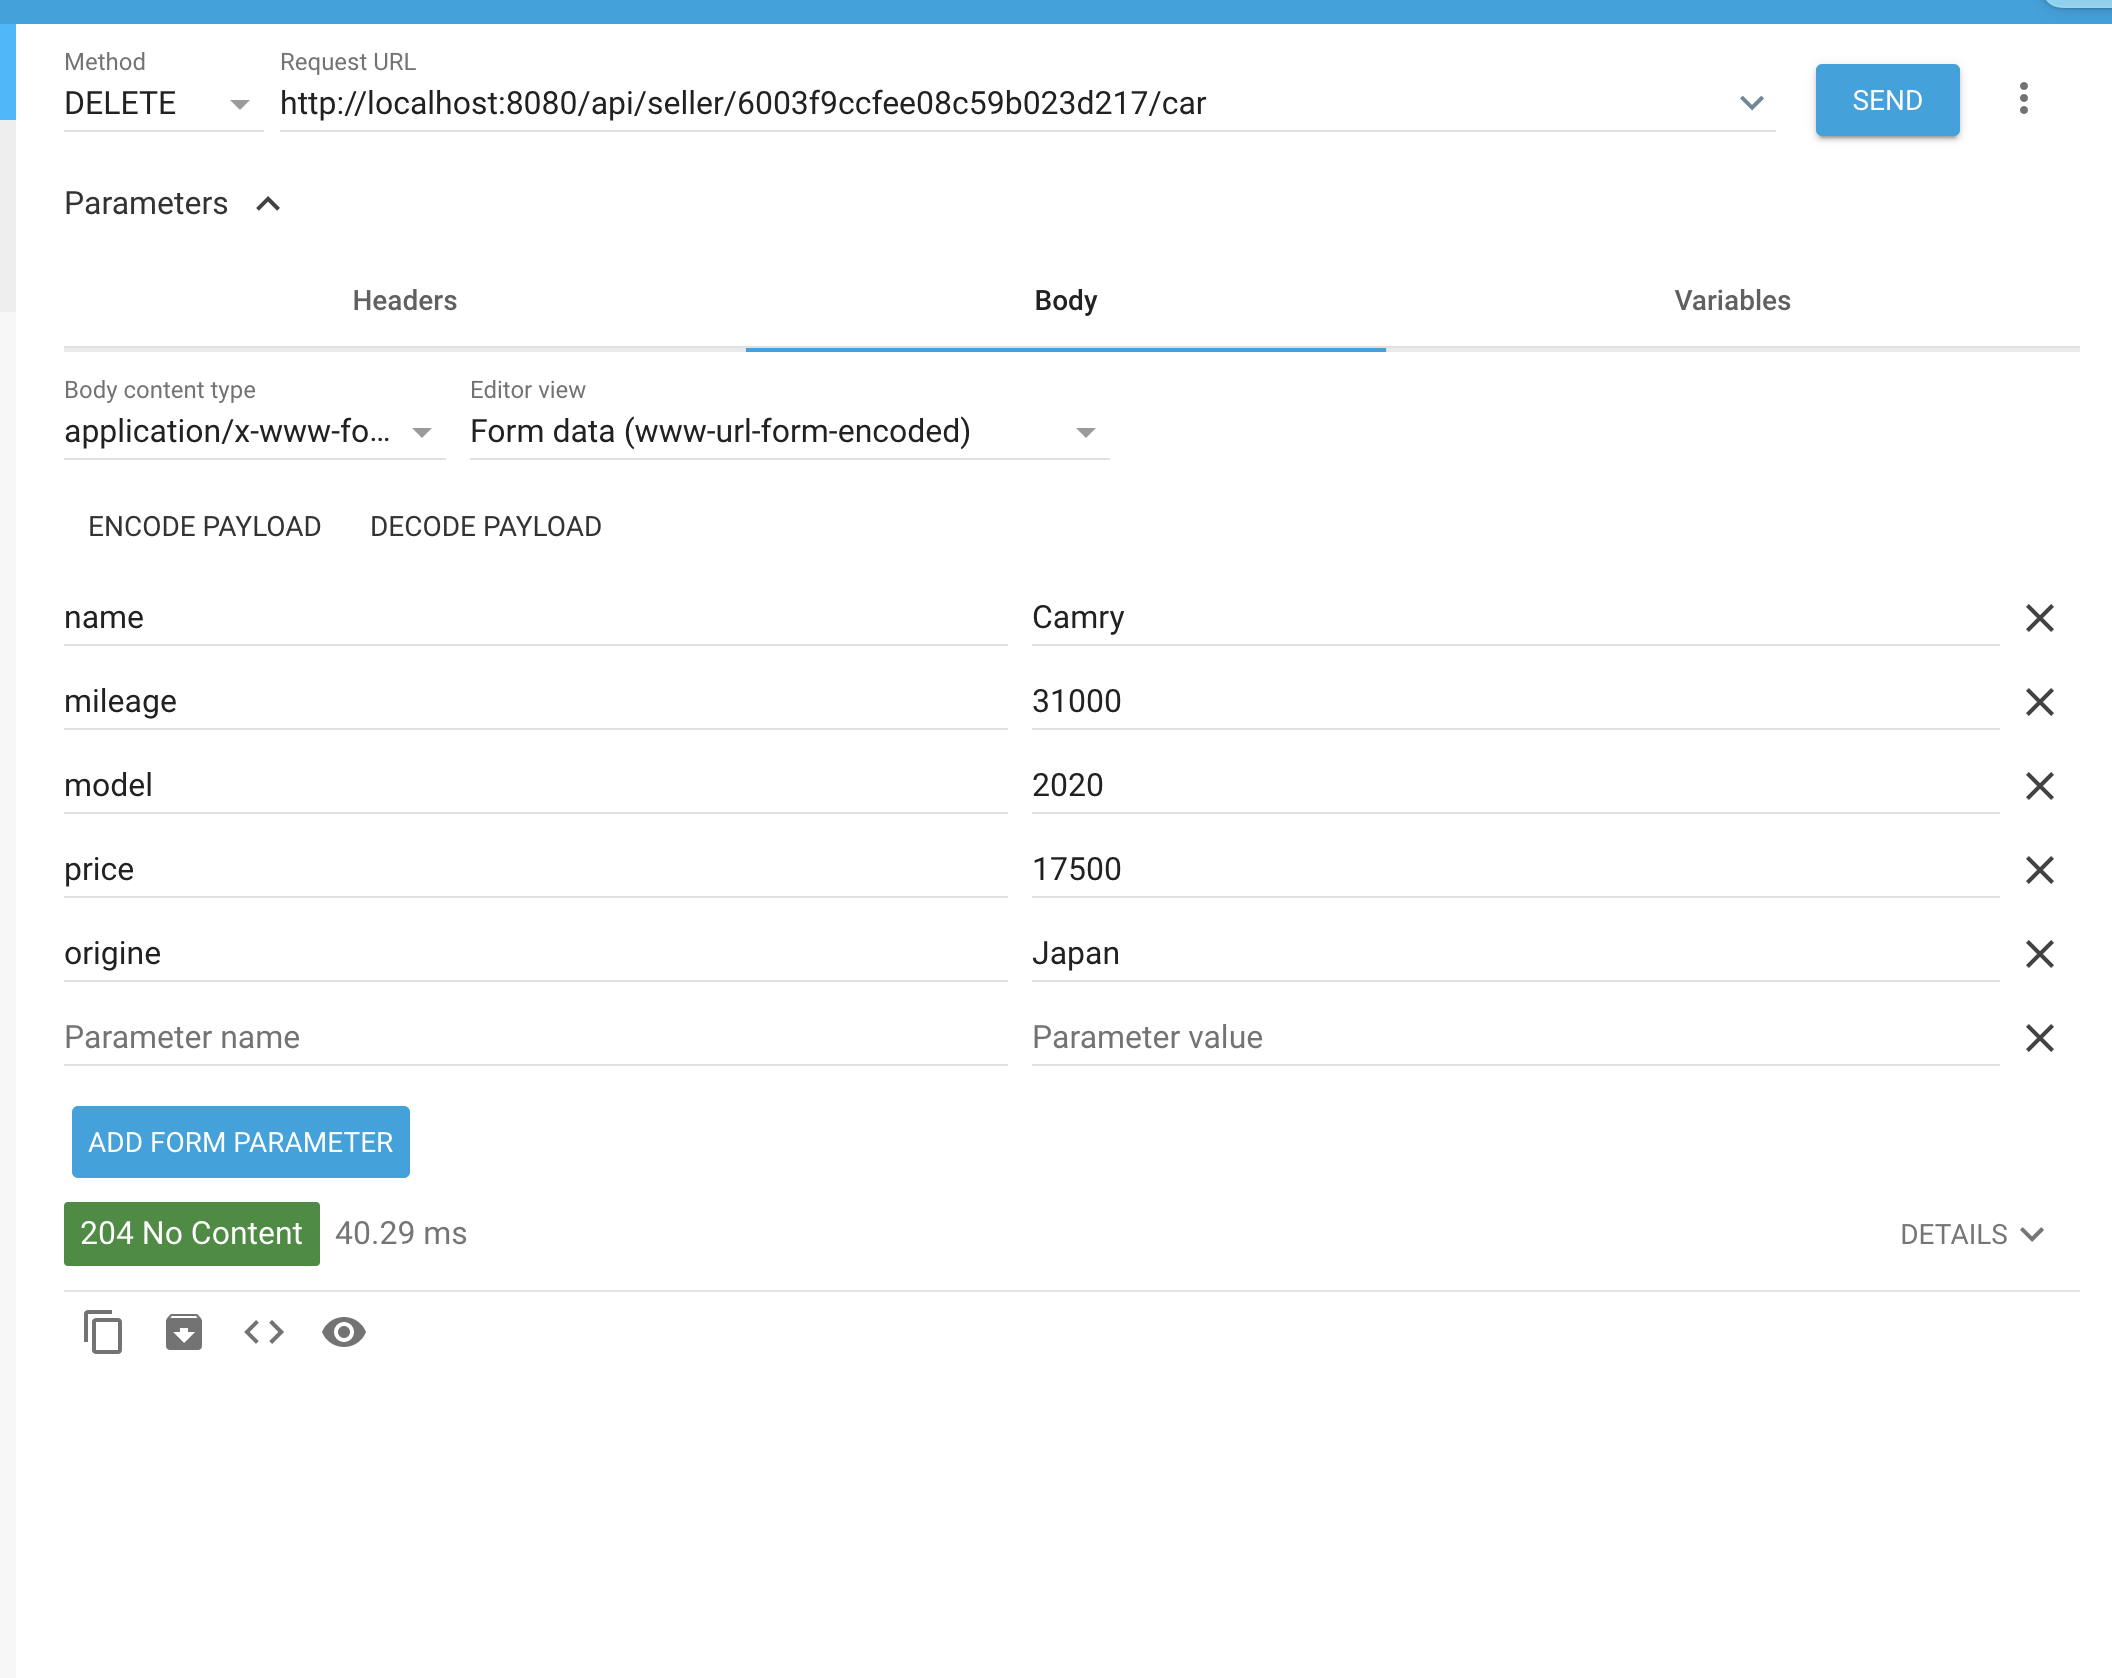 Method
Request URL
DELETE
http://localhost:8080/api/seller/6003f9ccfee08c59b023d217/car
SEND
Parameters
Headers
Body
Variables
Body content type
Editor view
application/x-www-fo...
Form data (www-url-form-encoded)
ENCODE PAYLOAD
DECODE PAYLOAD
name
Camry
mileage
31000
model
2020
price
17500
origine
Japan
Parameter name
Parameter value
ADD FORM PARAMETER
204 No Content
40.29 ms
DETAILS